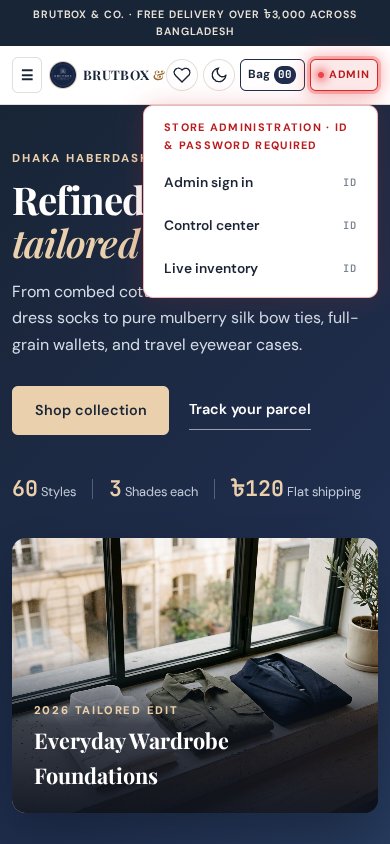 BRUTBOX & CO. · FREE DELIVERY OVER ৳3,000 ACROSS
BANGLADESH
BRUTBOX &
Bag 00
ADMIN
STORE ADMINISTRATION · ID
& PASSWORD REQUIRED
Admin sign in ID
Control center ID
Live inventory ID
DHAKA HABERDASH
Refined
tailored
From combed cot
dress socks to pure mulberry silk bow ties, full-
grain wallets, and travel eyewear cases.
Shop collection
Track your parcel
60 Styles
3 Shades each
৳120 Flat shipping
2026 TAILORED EDIT
Everyday Wardrobe
Foundations